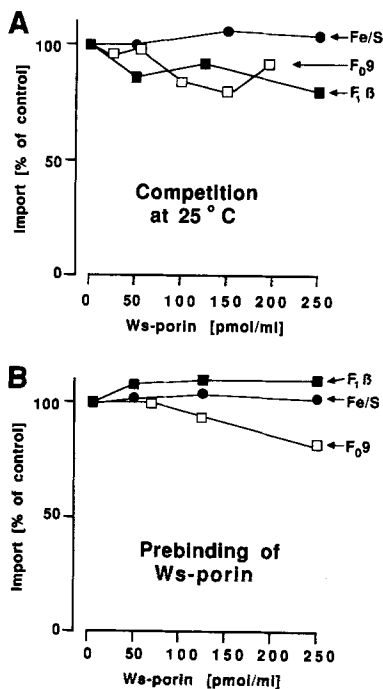 A
100
50
0
Import [% of control]
Fe/S
F₀9
F₁ß
Competition
at 25 °C
0 50 100 150 200 250
Ws-porin [pmol/ml]
B
100
50
0
Import [% of control]
F₁ß
Fe/S
F₀9
Prebinding of
Ws-porin
0 50 100 150 200 250
Ws-porin [pmol/ml]